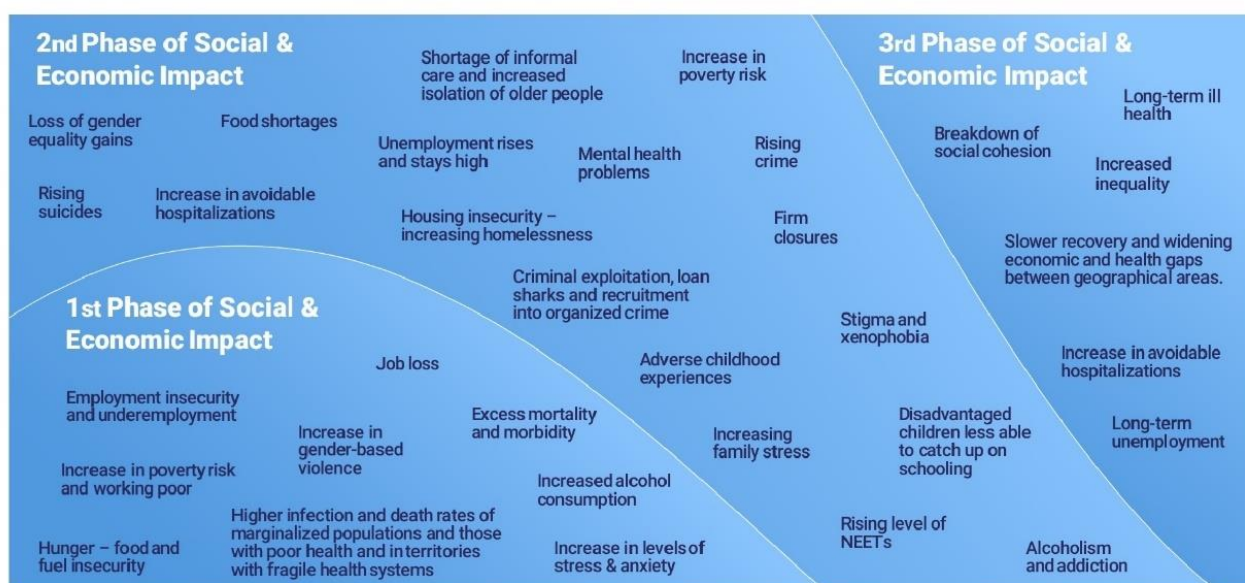 2nd Phase of Social &
Economic Impact
Loss of gender
equality gains
Food shortages
Rising
suicides
Increase in avoidable
hospitalizations
Shortage of informal
care and increased
isolation of older people
Increase in
poverty risk
Unemployment rises
and stays high
Mental health
problems
Rising
crime
Housing insecurity –
increasing homelessness
Firm
closures
Criminal exploitation, loan
sharks and recruitment
into organized crime
Stigma and
xenophobia
Adverse childhood
experiences
Increasing
family stress
Disadvantaged
children less able
to catch up on
schooling
Rising level of
NEETs
Alcoholism
and addiction
1st Phase of Social &
Economic Impact
Job loss
Employment insecurity
and underemployment
Increase in
gender-based
violence
Excess mortality
and morbidity
Increase in poverty risk
and working poor
Increased alcohol
consumption
Hunger – food and
fuel insecurity
Higher infection and death rates of
marginalized populations and those
with poor health and in territories
with fragile health systems
Increase in levels of
stress & anxiety
3rd Phase of Social &
Economic Impact
Long-term ill
health
Breakdown of
social cohesion
Increased
inequality
Slower recovery and widening
economic and health gaps
between geographical areas.
Increase in avoidable
hospitalizations
Long-term
unemployment